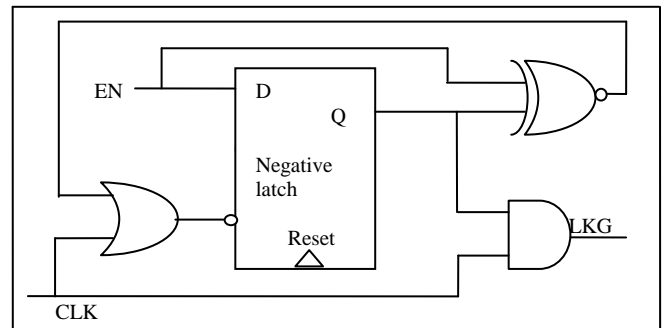 EN
D
Q
Negative
latch
Reset
LKG
CLK